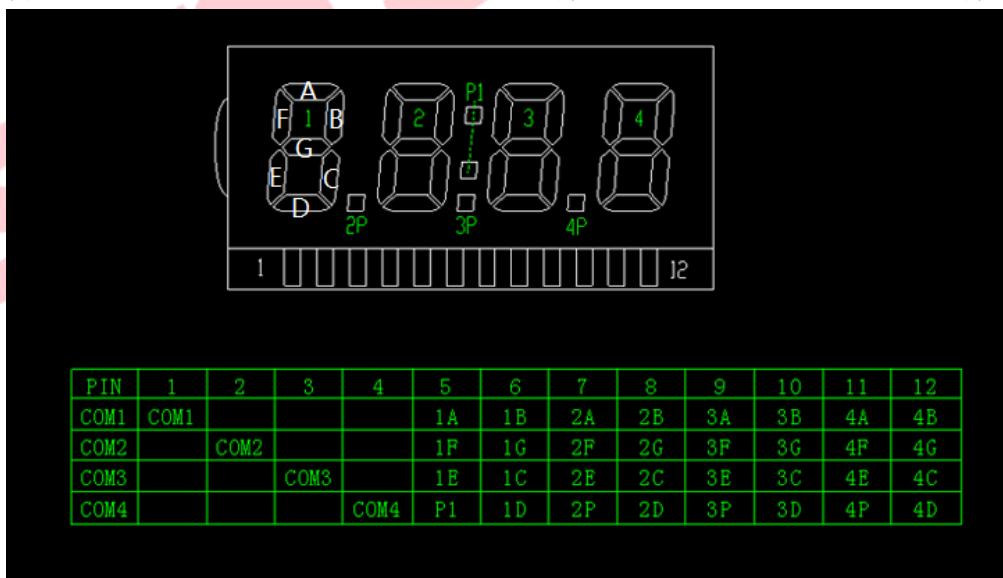 A
P1
F 1 B 2 3 4
G
E C
D
2P 3P 4P
1 12
PIN 1 2 3 4 5 6 7 8 9 10 11 12
COM1 COM1 1A 1B 2A 2B 3A 3B 4A 4B
COM2 COM2 1F 1G 2F 2G 3F 3G 4F 4G
COM3 COM3 1E 1C 2E 2C 3E 3C 4E 4C
COM4 COM4 P1 1D 2P 2D 3P 3D 4P 4D